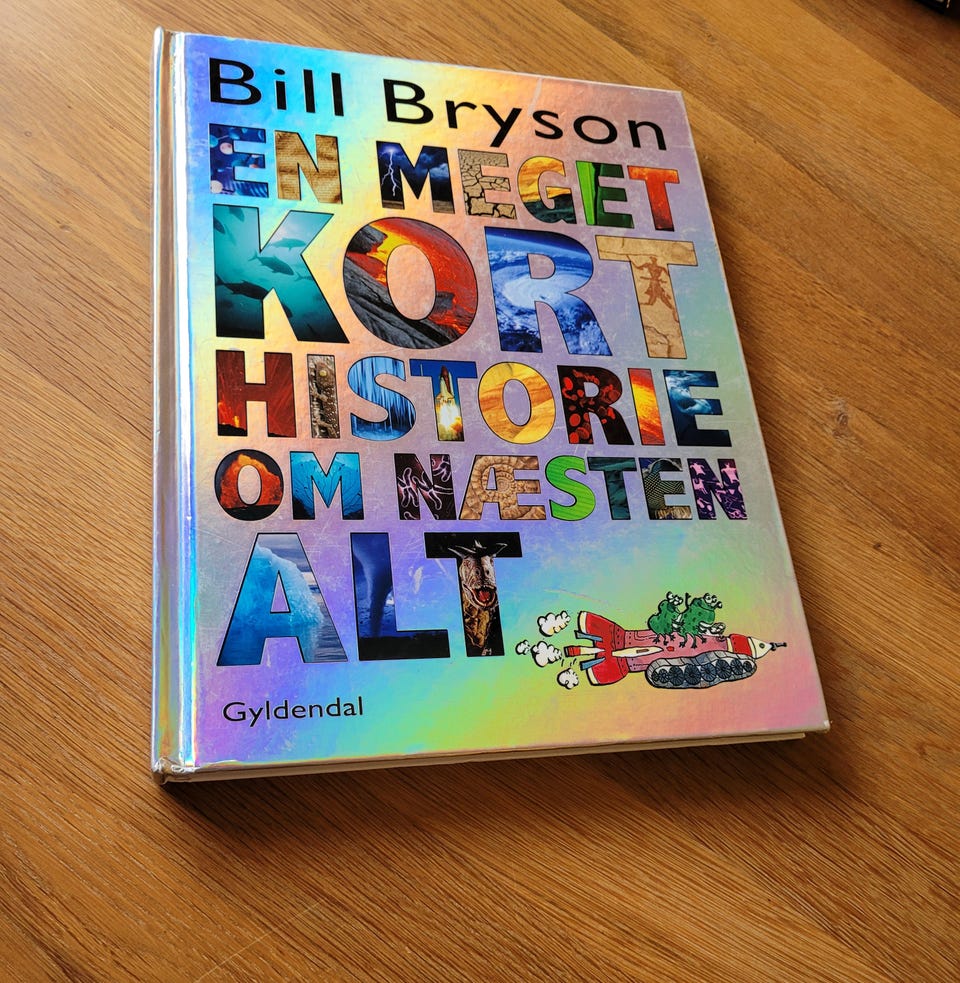 Bill Bryson
EN MEGET
KORT
HISTORIE
OM NÆSTEN
ALT
Gyldendal